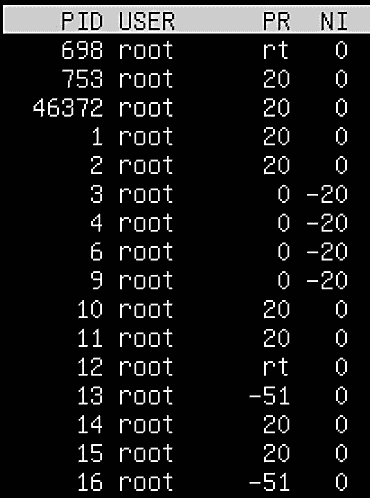 PID USER PR NI
698 root rt 0
753 root 20 0
46372 root 20 0
1 root 20 0
2 root 20 0
3 root 0 -20
4 root 0 -20
6 root 0 -20
9 root 0 -20
10 root 20 0
11 root 20 0
12 root rt 0
13 root -51 0
14 root 20 0
15 root 20 0
16 root -51 0